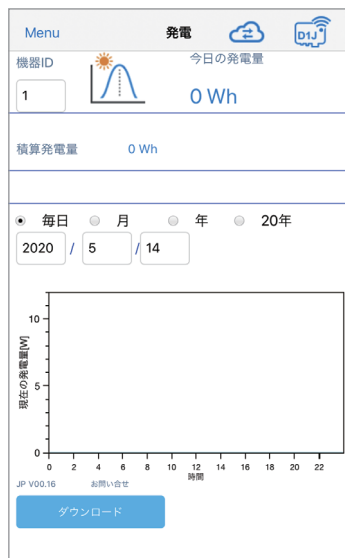 Menu 発電 D1J
機器ID 今日の発電量
1 0 Wh
積算発電量 0 Wh
毎日 月 年 20年
2020 / 5 / 14
10
5
0
現在の発電量[W]
0 2 4 6 8 10 12 14 16 18 20 22
時間
JP V00.16 お問い合せ
ダウンロード